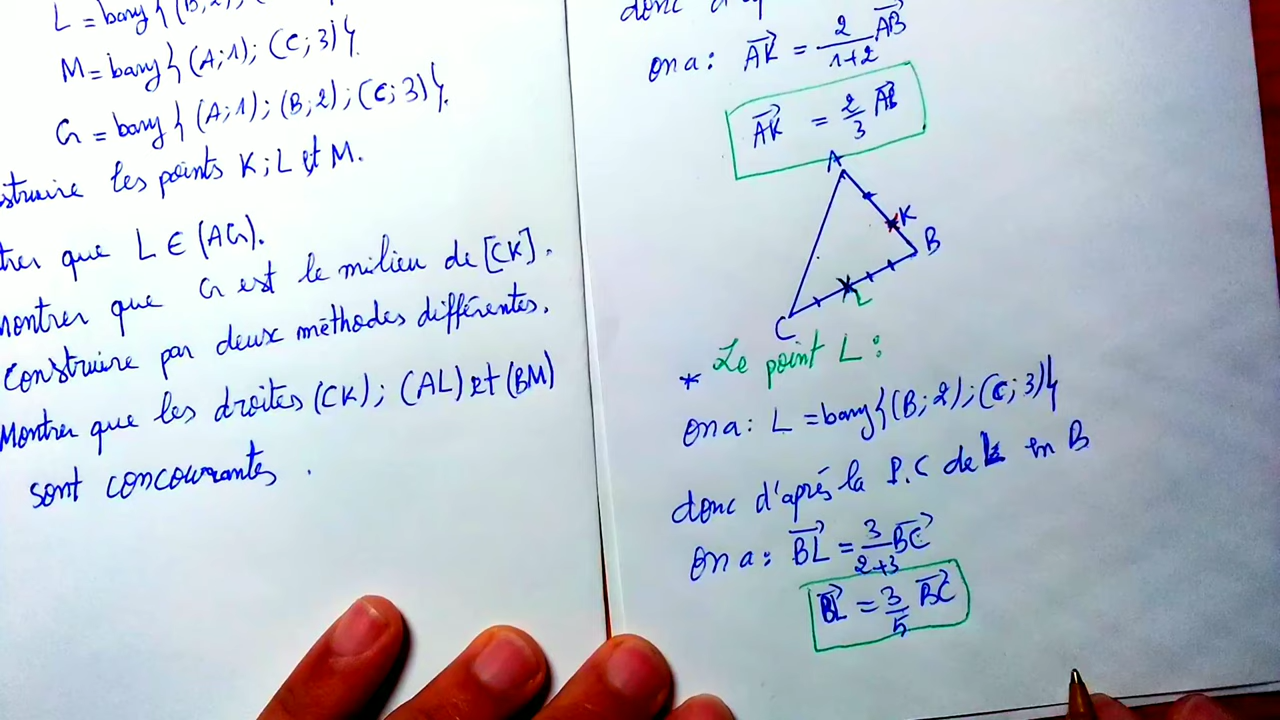 L = bary{(B;2);
M = bary{(A;1); (C;3)}.
G = bary{(A;1); (B;2); (C;3)}.
struire les points K; L et M.
trer que L ∈ (AG).
Montrer que G est le milieu de [CK].
Construire par deux méthodes différentes.
Montrer que les droites (CK); (AL) et (BM)
sont concourantes.
donc d'ap
On a: AK⃗ = 2/(1+2) AB⃗
AK⃗ = 2/3 AB⃗
A
K
B
L
C
* Le point L:
On a: L = bary{(B;2);(C;3)}
donc d'aprés la P.C de L en B
On a: BL⃗ = 3/(2+3) BC⃗
BL⃗ = 3/5 BC⃗